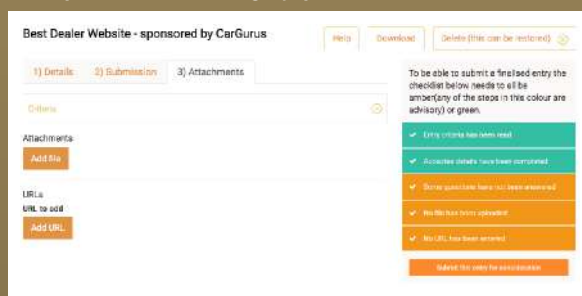 Best Dealer Website - sponsored by CarGurus
Help
Download
Delete (this can be restored)
1) Details
2) Submission
3) Attachments
Criteria
Attachments
Add file
URLs
URL to add
Add URL
To be able to submit a finalised entry the
checklist below needs to all be
amber(any of the steps in this colour are
advisory) or green.
Entry criteria has been read
details have been completed
Some questions have not been answered
No file has been uploaded
No URL has been entered
Submit this entry for consideration